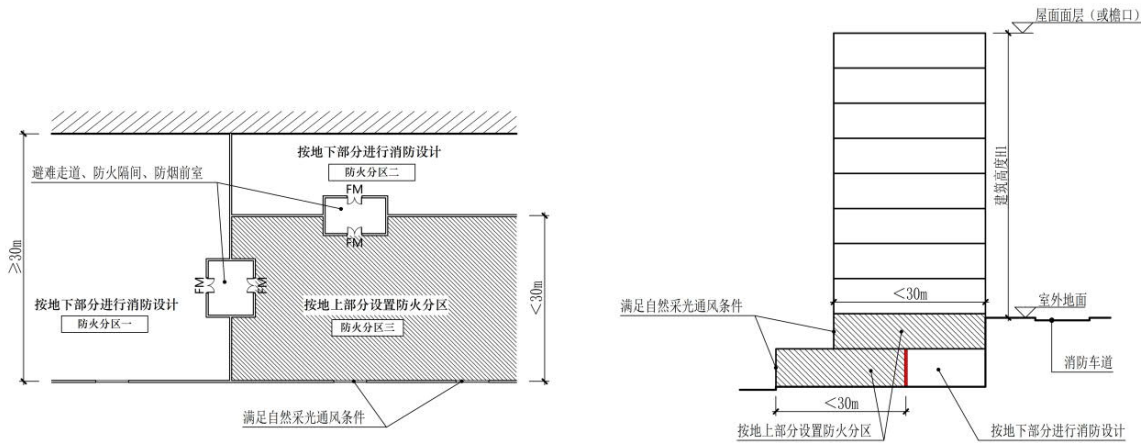 按地下部分进行消防设计
防火分区二
避难走道、防火隔间、防烟前室
FM
FM
≥30m
FM
FM
按地下部分进行消防设计
防火分区一
按地上部分设置防火分区
防火分区三
<30m
满足自然采光通风条件
屋面面层（或檐口）
建筑高度H1
<30m
满足自然采光通风条件
室外地面
消防车道
<30m
按地上部分设置防火分区
按地下部分进行消防设计